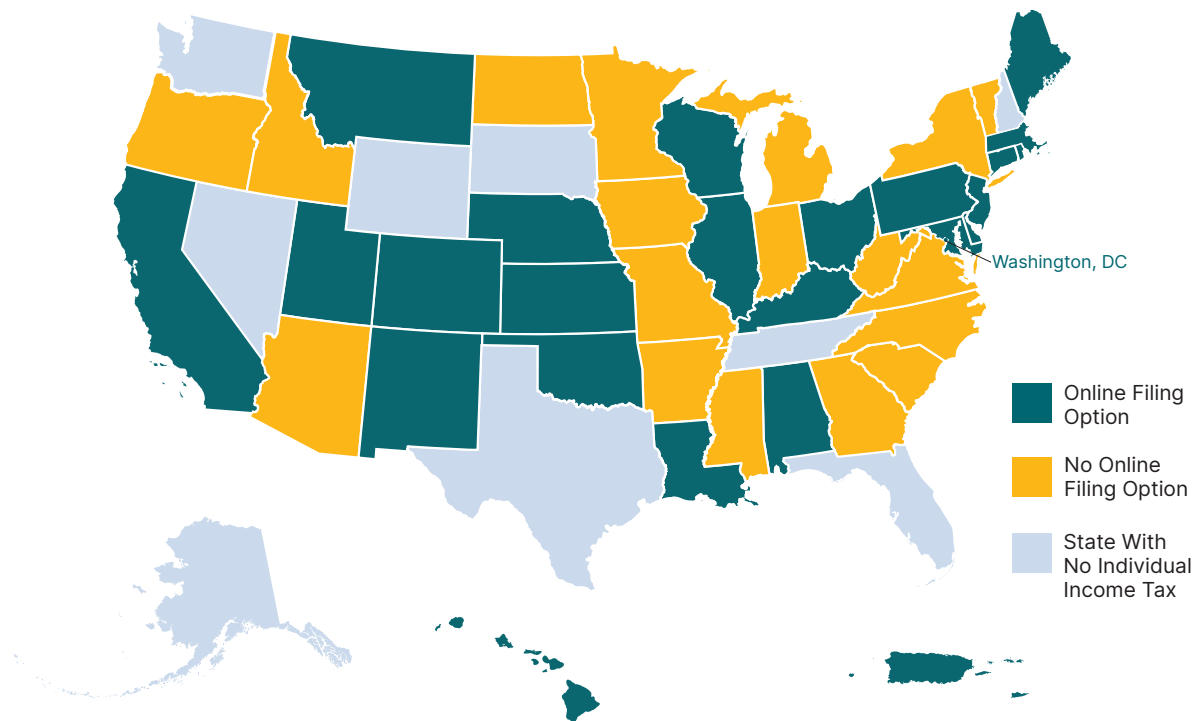 Washington, DC
Online Filing
Option
No Online
Filing Option
State With
No Individual
Income Tax